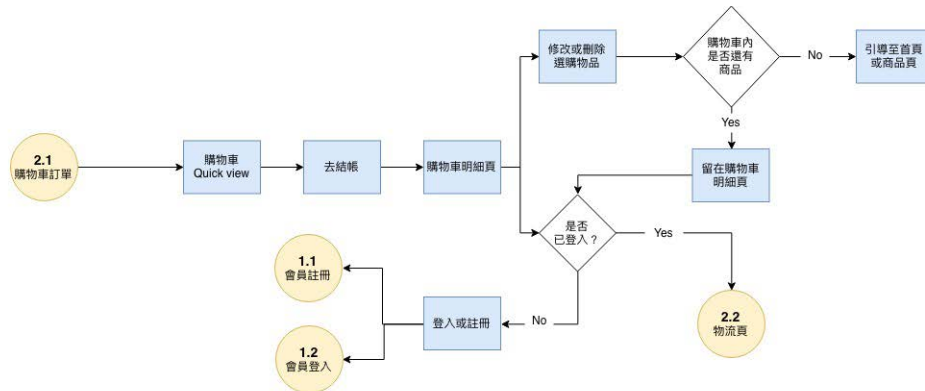 修改或刪除
選購物品
購物車內
是否還有
商品
No
引導至首頁
或商品頁
Yes
2.1
購物車訂單
購物車
Quick view
去結帳
購物車明細頁
留在購物車
明細頁
是否
已登入？
Yes
1.1
會員註冊
No
登入或註冊
2.2
物流頁
1.2
會員登入